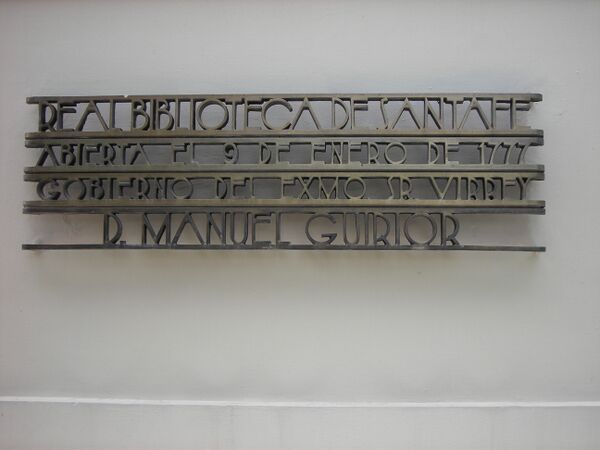 REAL BIBLIOTECA DE SANTAFE
ABIERTA EL 9 DE ENERO DE 1777
GOBIERNO DEL EXMO SR. VIRREY
D. MANUEL GUIRIOR